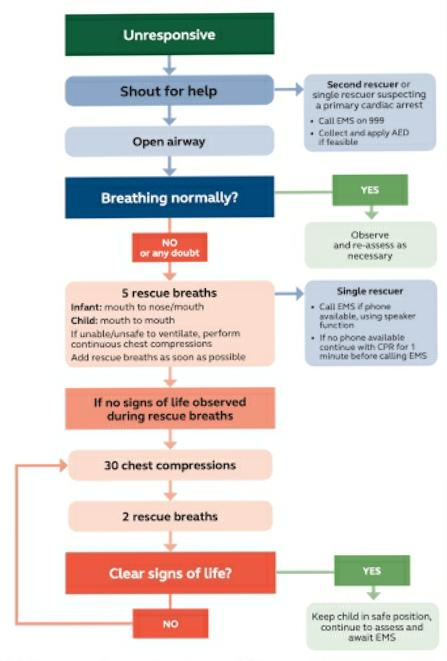 Unresponsive
Shout for help
Second rescuer or
single rescuer suspecting
a primary cardiac arrest
• Call EMS on 999
• Collect and apply AED
if feasible
Open airway
Breathing normally?
YES
NO
or any doubt
Observe
and re-assess as
necessary
5 rescue breaths
Infant: mouth to nose/mouth
Child: mouth to mouth
If unable/unsafe to ventilate, perform
continuous chest compressions
Add rescue breaths as soon as possible
Single rescuer
• Call EMS if phone
available, using speaker
function
• If no phone available
continue with CPR for 1
minute before calling EMS
If no signs of life observed
during rescue breaths
30 chest compressions
2 rescue breaths
Clear signs of life?
YES
NO
Keep child in safe position,
continue to assess and
await EMS